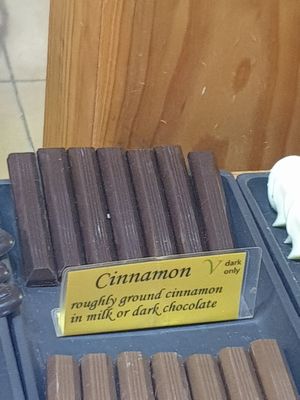 Cinnamon V dark
only
roughly ground cinnamon
in milk or dark chocolate